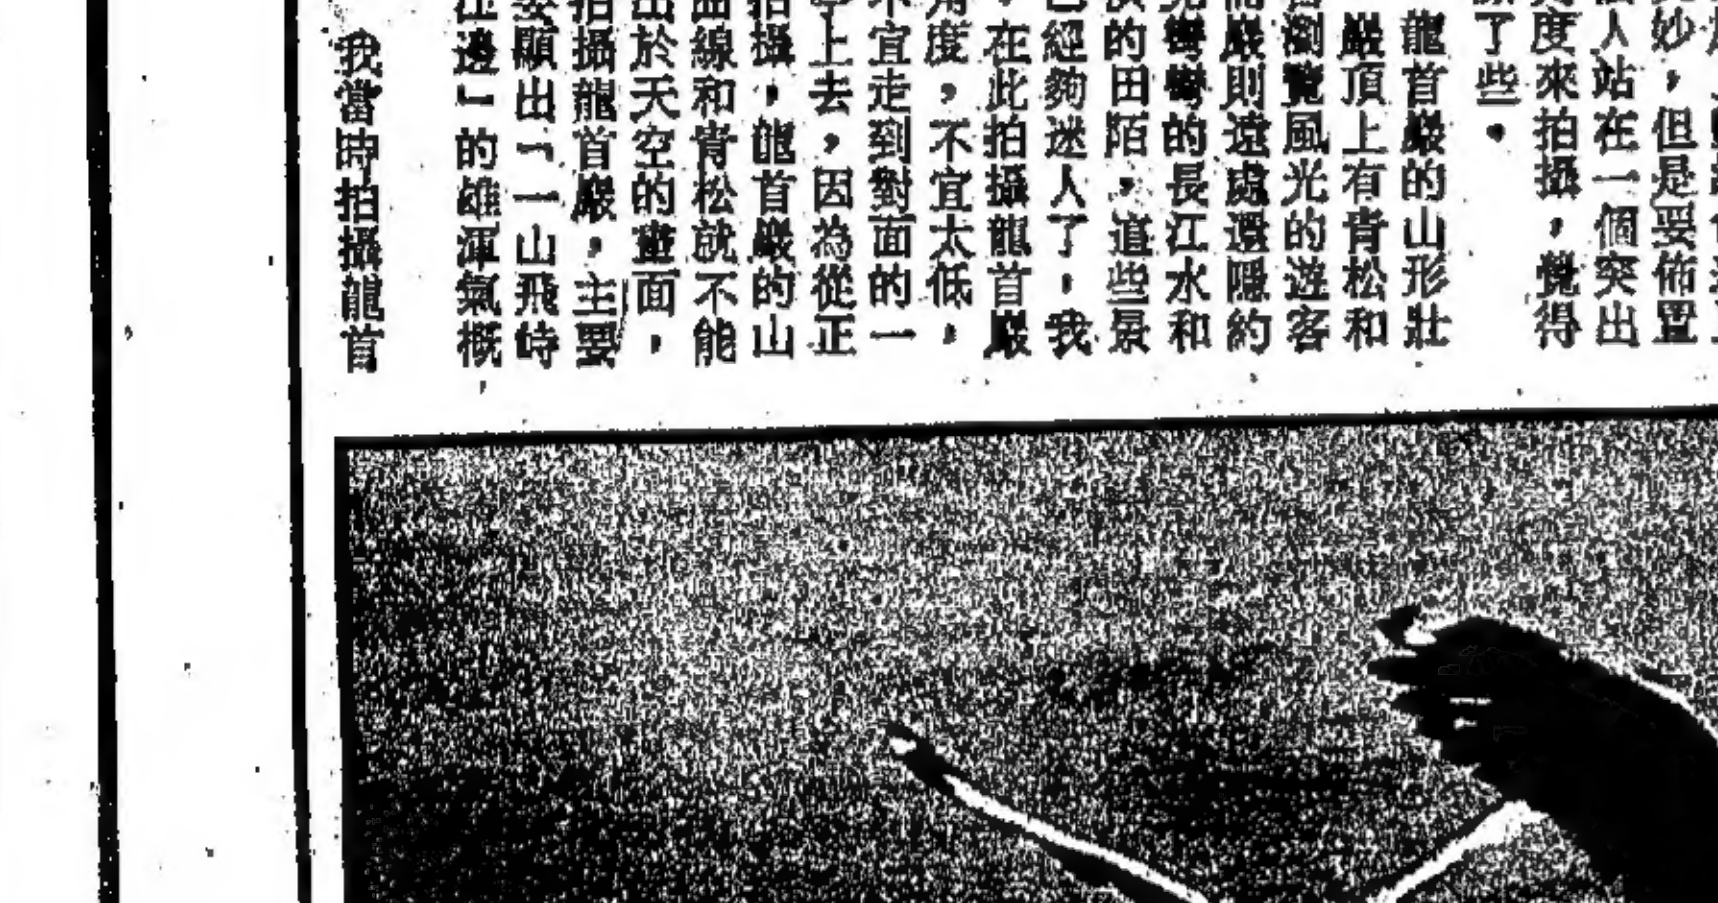 妙，但是要佈置
人站在一個突出
度來拍攝，覺得
了些。
龍首巖的山形壯
巖頂上有青松和
瀏覽風光的遊客
巖則遠處還隱約
彎彎的長江水和
的田陌，這些景
經夠迷人了，我
，在此拍攝龍首巖
角度，不宜太低，
不宜走到對面的一
上去，因為從正
拍攝，龍首巖的山
曲線和青松就不能
出於天空的畫面，
拍攝龍首巖，主要
要顯出「一山飛峙
江邊」的雄渾氣概
我當時拍攝龍首